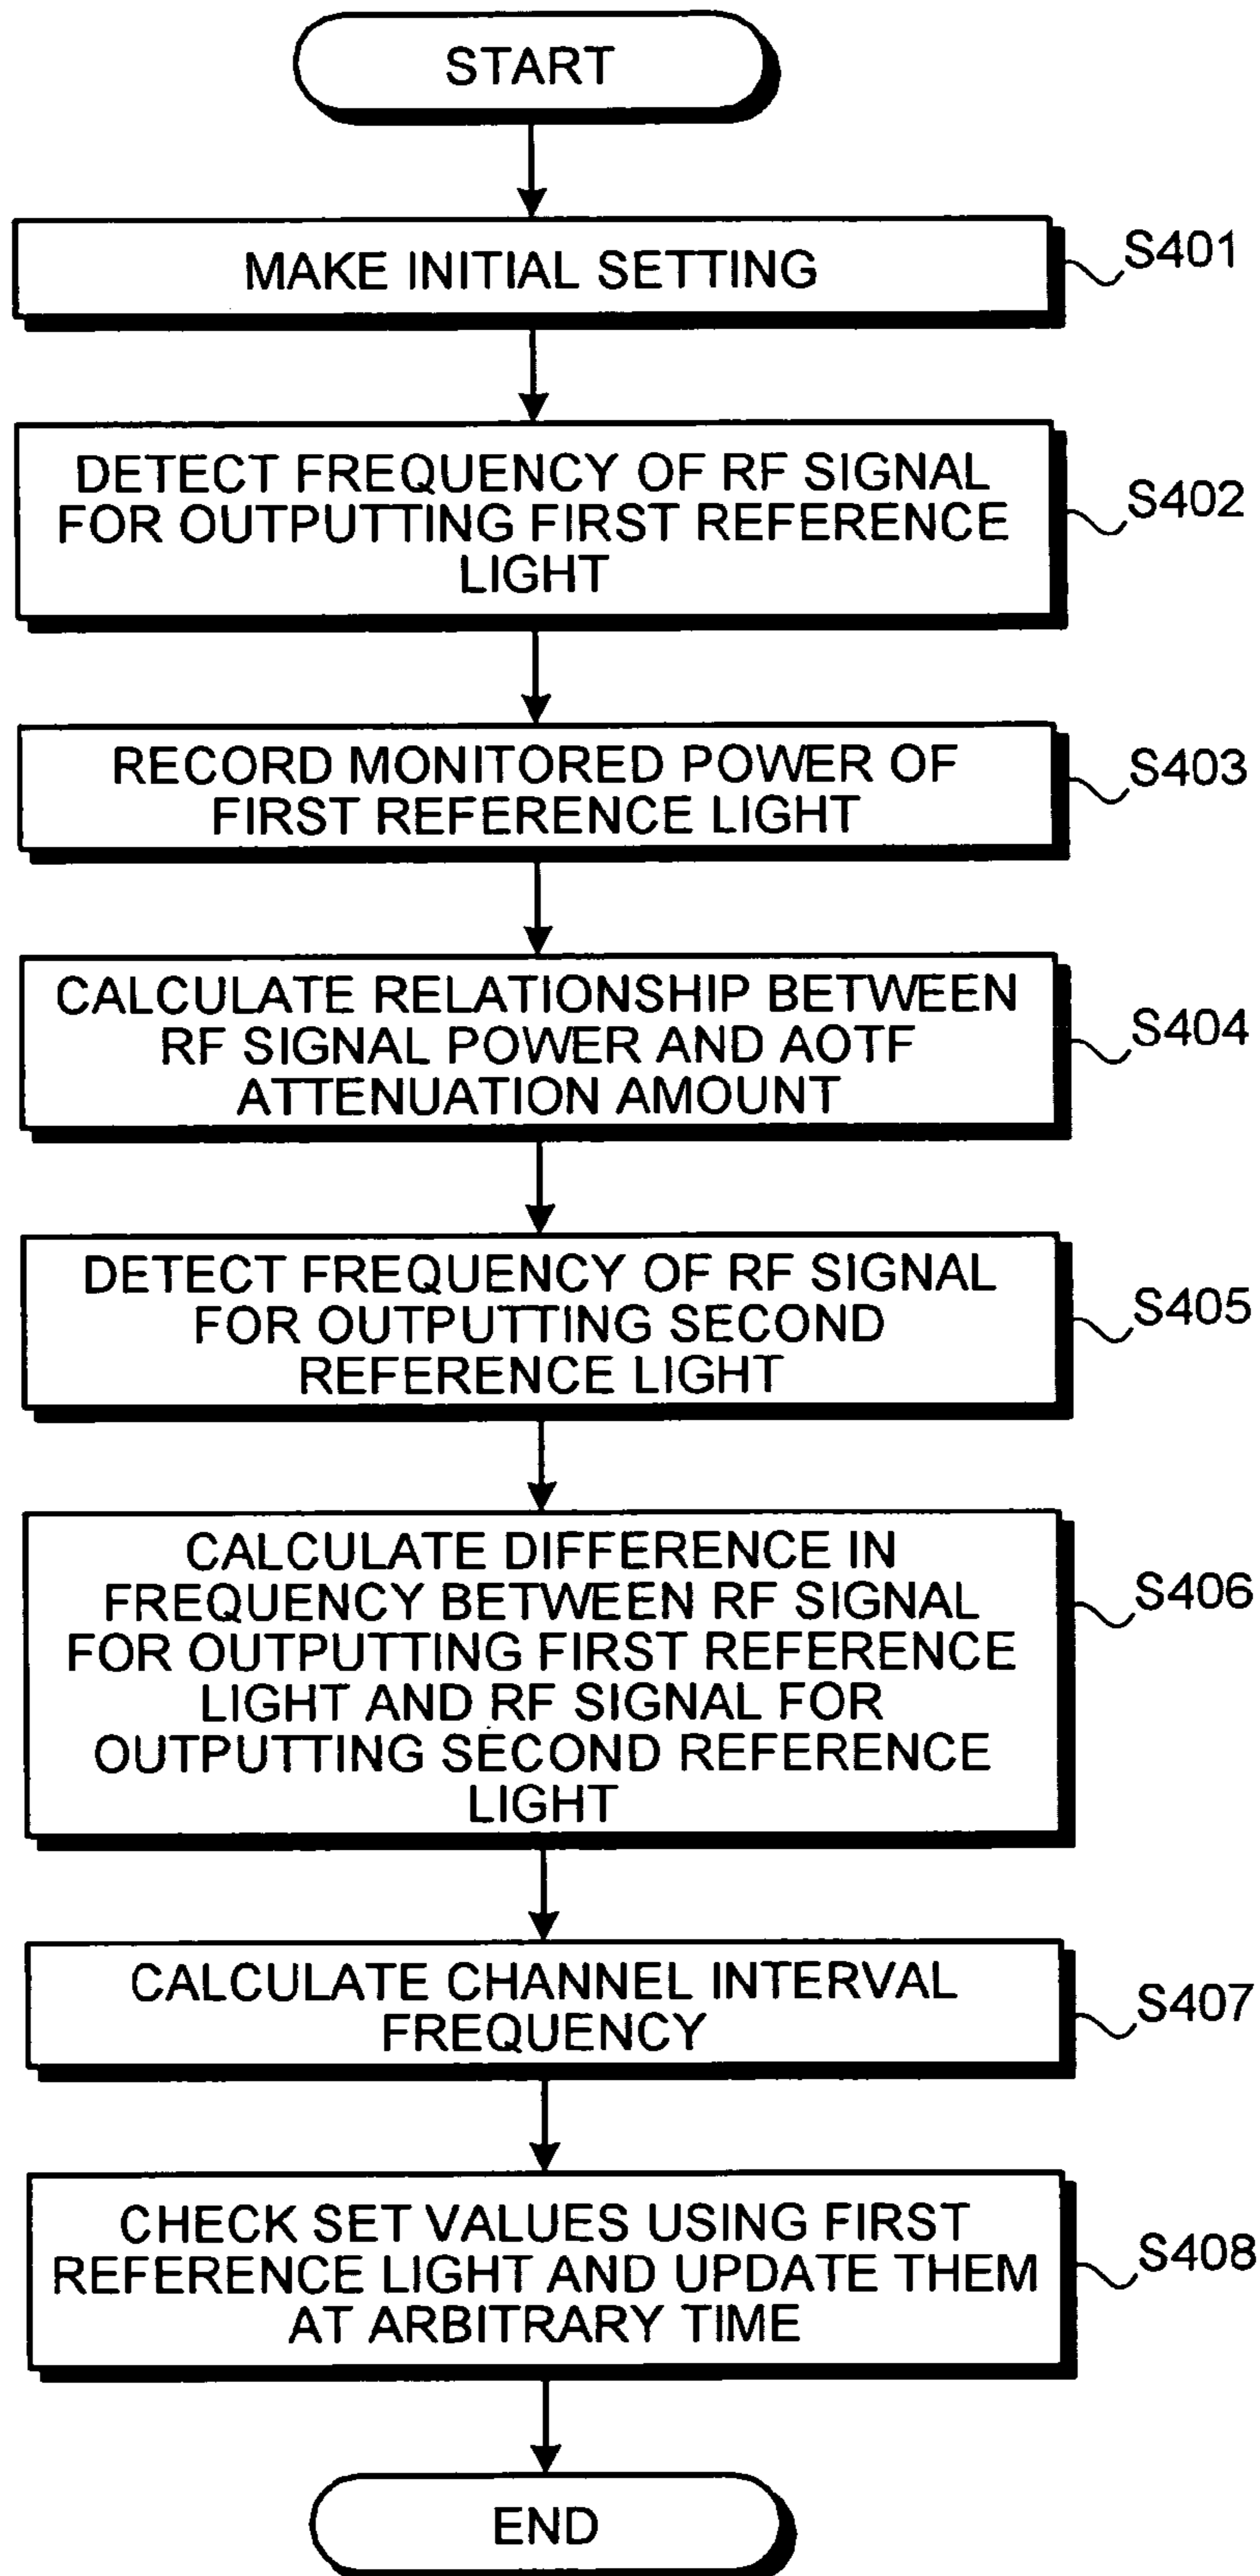 START
MAKE INITIAL SETTING
S401
DETECT FREQUENCY OF RF SIGNAL
FOR OUTPUTTING FIRST REFERENCE
LIGHT
S402
RECORD MONITORED POWER OF
FIRST REFERENCE LIGHT
S403
CALCULATE RELATIONSHIP BETWEEN
RF SIGNAL POWER AND AOTF
ATTENUATION AMOUNT
S404
DETECT FREQUENCY OF RF SIGNAL
FOR OUTPUTTING SECOND
REFERENCE LIGHT
S405
CALCULATE DIFFERENCE IN
FREQUENCY BETWEEN RF SIGNAL
FOR OUTPUTTING FIRST REFERENCE
LIGHT AND RF SIGNAL FOR
OUTPUTTING SECOND REFERENCE
LIGHT
S406
CALCULATE CHANNEL INTERVAL
FREQUENCY
S407
CHECK SET VALUES USING FIRST
REFERENCE LIGHT AND UPDATE THEM
AT ARBITRARY TIME
S408
END